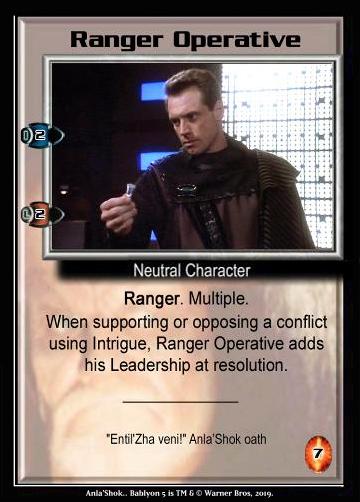 Ranger Operative
I 2
L 2
Neutral Character
Ranger. Multiple.
When supporting or opposing a conflict
using Intrigue, Ranger Operative adds
his Leadership at resolution.
"Entil'Zha veni!" Anla'Shok oath
7
Anla'Shok.. Bablyon 5 is TM & © Warner Bros, 2019.